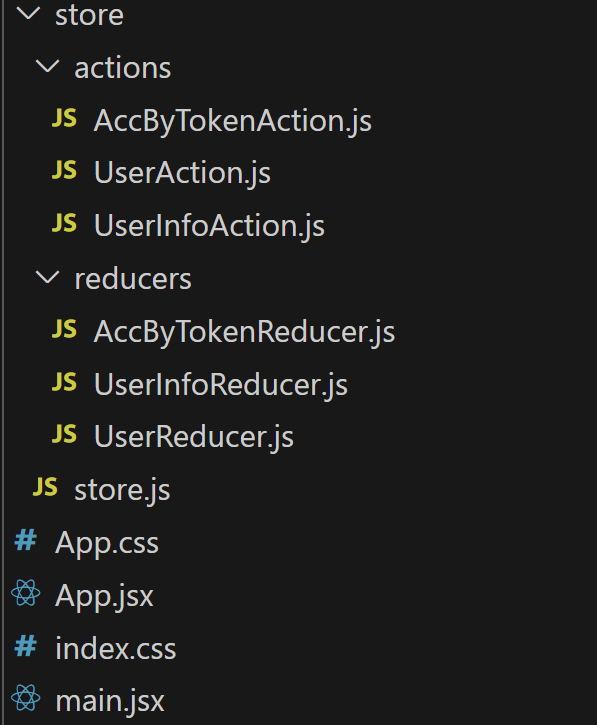 store
actions
JS AccByTokenAction.js
JS UserAction.js
JS UserInfoAction.js
reducers
JS AccByTokenReducer.js
JS UserInfoReducer.js
JS UserReducer.js
JS store.js
# App.css
App.jsx
# index.css
main.jsx